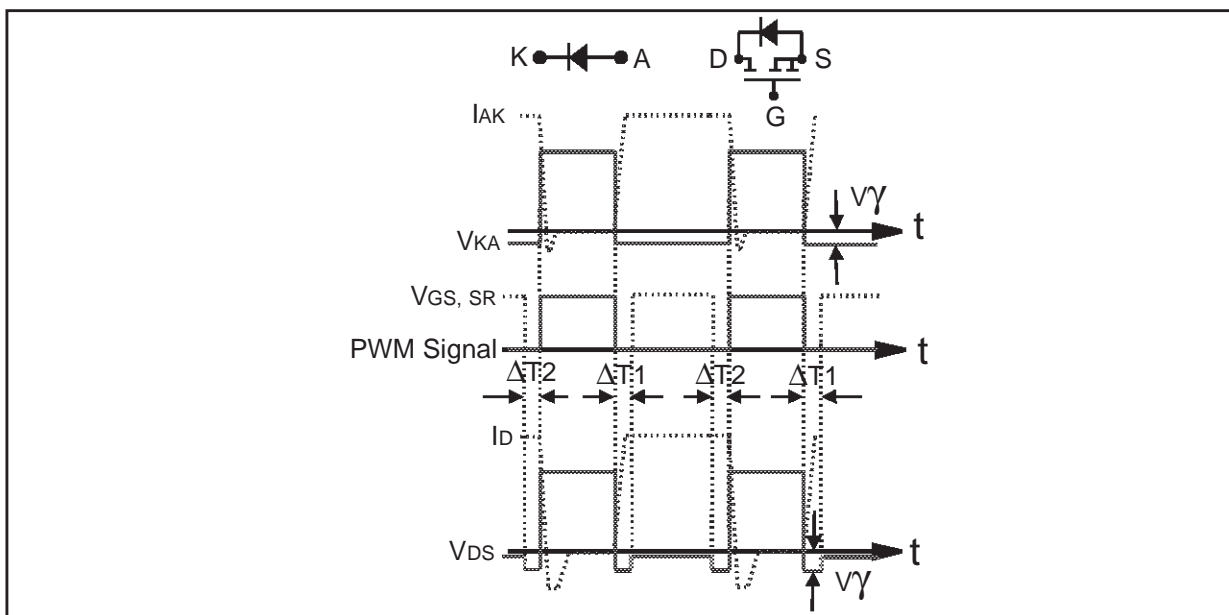 K A D S
G
IAK
Vγ
t
VKA
VGS, SR
PWM Signal t
ΔT2 ΔT1 ΔT2 ΔT1
ID
VDS t
Vγ